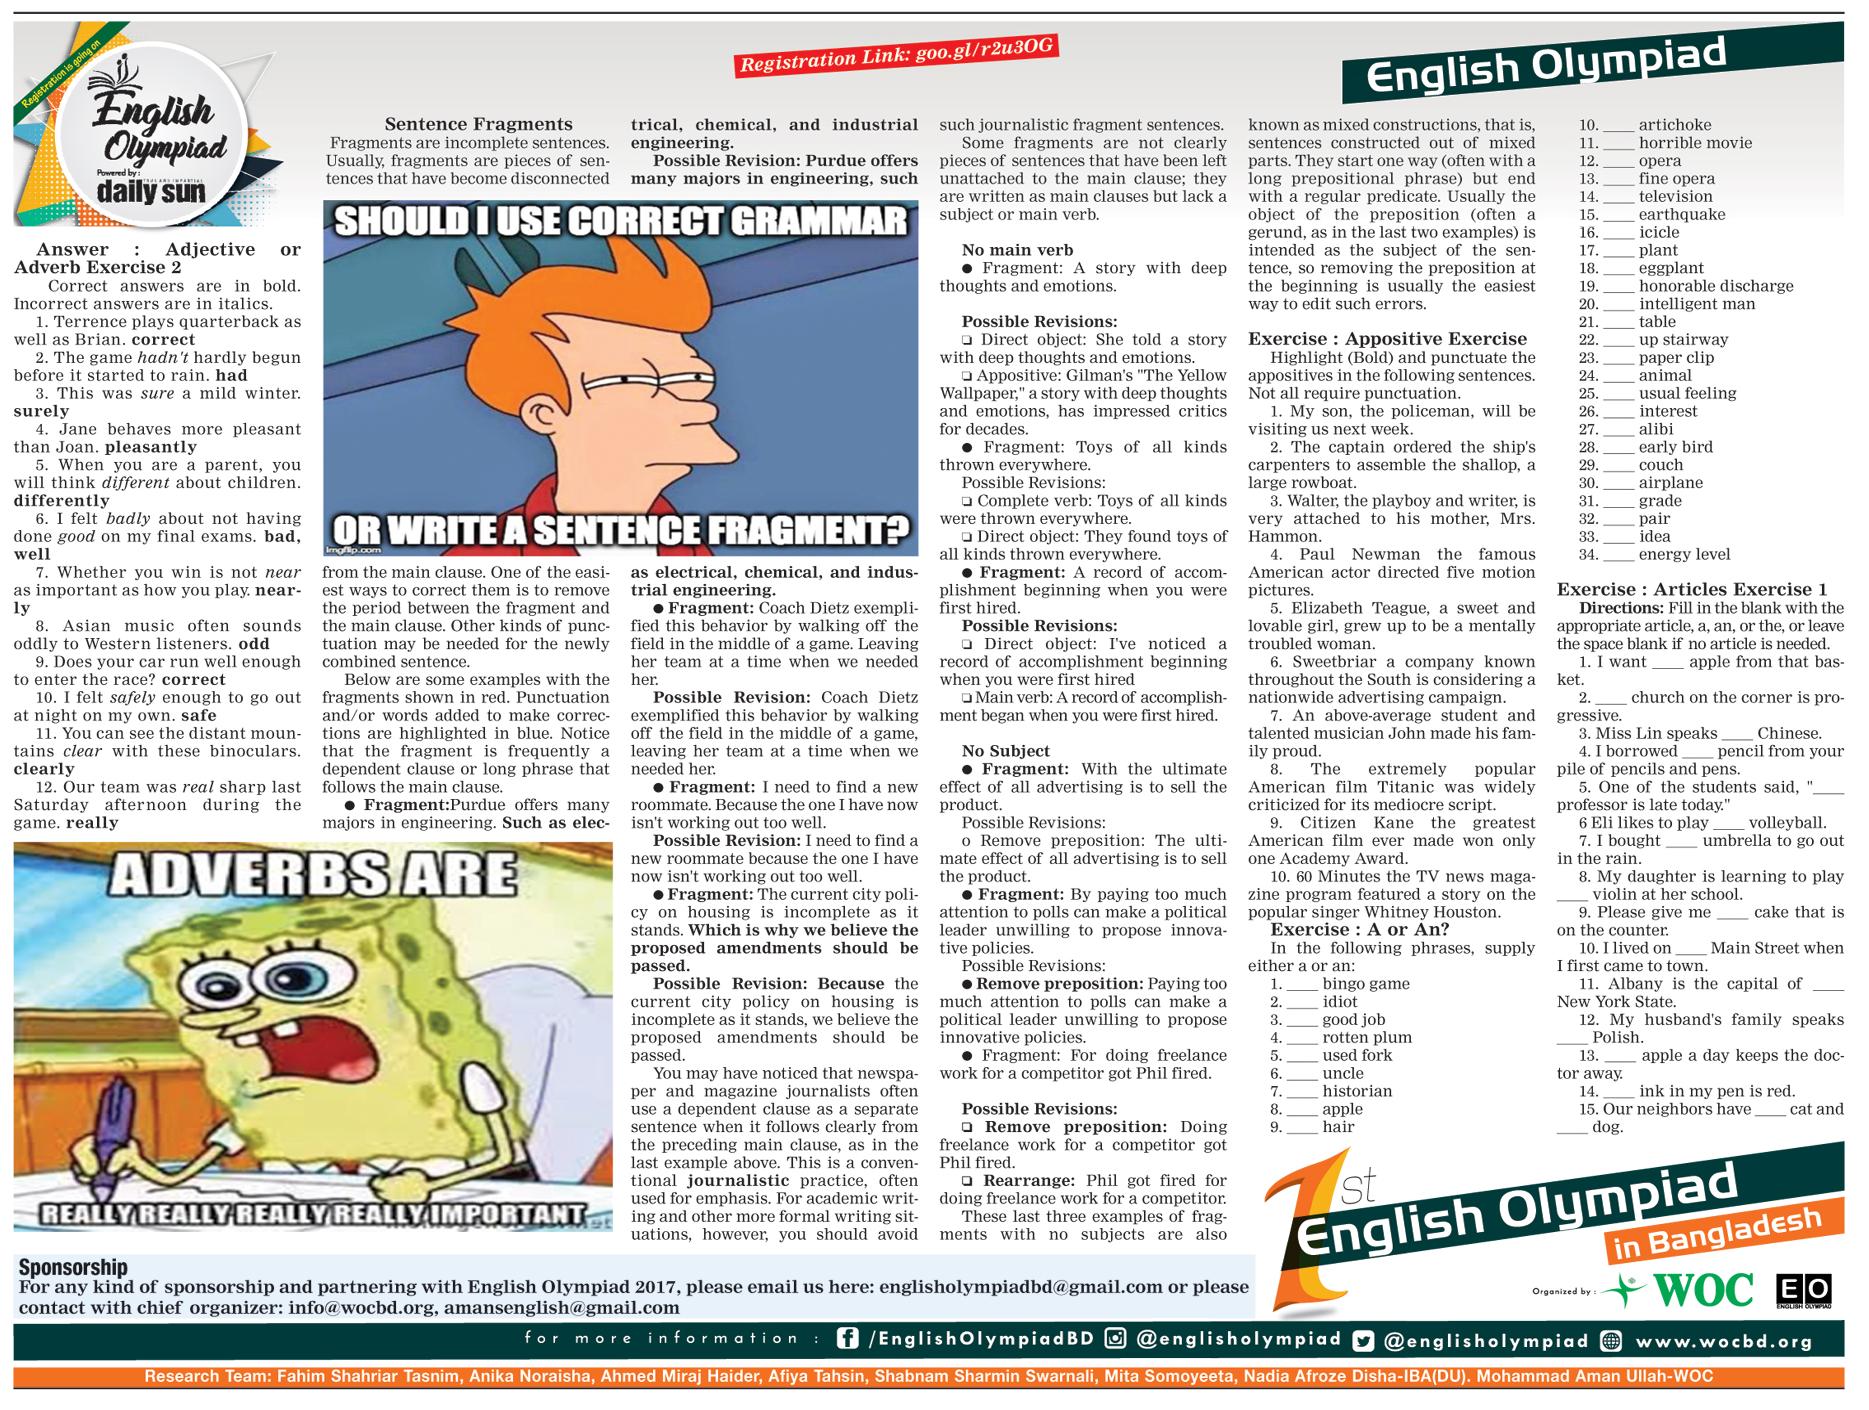 Registration is going on
English
Olympiad
Powered by :
daily sun
Registration Link: goo.gl/r2u3OG
English Olympiad
Answer : Adjective or
Adverb Exercise 2
Correct answers are in bold.
Incorrect answers are in italics.
1. Terrence plays quarterback as
well as Brian. correct
2. The game hadn't hardly begun
before it started to rain. had
3. This was sure a mild winter.
surely
4. Jane behaves more pleasant
than Joan. pleasantly
5. When you are a parent, you
will think different about children.
differently
6. I felt badly about not having
done good on my final exams. bad,
well
7. Whether you win is not near
as important as how you play. near-
ly
8. Asian music often sounds
oddly to Western listeners. odd
9. Does your car run well enough
to enter the race? correct
10. I felt safely enough to go out
at night on my own. safe
11. You can see the distant moun-
tains clear with these binoculars.
clearly
12. Our team was real sharp last
Saturday afternoon during the
game. really
ADVERBS ARE
REALLY REALLY REALLY REALLY IMPORTANT
Sentence Fragments
Fragments are incomplete sentences.
Usually, fragments are pieces of sen-
tences that have become disconnected
SHOULD I USE CORRECT GRAMMAR
OR WRITE A SENTENCE FRAGMENT?
imgflip.com
from the main clause. One of the easi-
est ways to correct them is to remove
the period between the fragment and
the main clause. Other kinds of punc-
tuation may be needed for the newly
combined sentence.
Below are some examples with the
fragments shown in red. Punctuation
and/or words added to make correc-
tions are highlighted in blue. Notice
that the fragment is frequently a
dependent clause or long phrase that
follows the main clause.
● Fragment:Purdue offers many
majors in engineering. Such as elec-
trical, chemical, and industrial
engineering.
Possible Revision: Purdue offers
many majors in engineering, such
as electrical, chemical, and indus-
trial engineering.
● Fragment: Coach Dietz exempli-
fied this behavior by walking off the
field in the middle of a game. Leaving
her team at a time when we needed
her.
Possible Revision: Coach Dietz
exemplified this behavior by walking
off the field in the middle of a game,
leaving her team at a time when we
needed her.
● Fragment: I need to find a new
roommate. Because the one I have now
isn't working out too well.
Possible Revision: I need to find a
new roommate because the one I have
now isn't working out too well.
● Fragment: The current city poli-
cy on housing is incomplete as it
stands. Which is why we believe the
proposed amendments should be
passed.
Possible Revision: Because the
current city policy on housing is
incomplete as it stands, we believe the
proposed amendments should be
passed.
You may have noticed that newspa-
per and magazine journalists often
use a dependent clause as a separate
sentence when it follows clearly from
the preceding main clause, as in the
last example above. This is a conven-
tional journalistic practice, often
used for emphasis. For academic writ-
ing and other more formal writing sit-
uations, however, you should avoid
such journalistic fragment sentences.
Some fragments are not clearly
pieces of sentences that have been left
unattached to the main clause; they
are written as main clauses but lack a
subject or main verb.
No main verb
● Fragment: A story with deep
thoughts and emotions.
Possible Revisions:
❏ Direct object: She told a story
with deep thoughts and emotions.
❏ Appositive: Gilman's "The Yellow
Wallpaper," a story with deep thoughts
and emotions, has impressed critics
for decades.
● Fragment: Toys of all kinds
thrown everywhere.
Possible Revisions:
❏ Complete verb: Toys of all kinds
were thrown everywhere.
❏ Direct object: They found toys of
all kinds thrown everywhere.
● Fragment: A record of accom-
plishment beginning when you were
first hired.
Possible Revisions:
❏ Direct object: I've noticed a
record of accomplishment beginning
when you were first hired
❏ Main verb: A record of accomplish-
ment began when you were first hired.
No Subject
● Fragment: With the ultimate
effect of all advertising is to sell the
product.
Possible Revisions:
o Remove preposition: The ulti-
mate effect of all advertising is to sell
the product.
● Fragment: By paying too much
attention to polls can make a political
leader unwilling to propose innova-
tive policies.
Possible Revisions:
● Remove preposition: Paying too
much attention to polls can make a
political leader unwilling to propose
innovative policies.
● Fragment: For doing freelance
work for a competitor got Phil fired.
Possible Revisions:
❏ Remove preposition: Doing
freelance work for a competitor got
Phil fired.
❏ Rearrange: Phil got fired for
doing freelance work for a competitor.
These last three examples of frag-
ments with no subjects are also
known as mixed constructions, that is,
sentences constructed out of mixed
parts. They start one way (often with a
long prepositional phrase) but end
with a regular predicate. Usually the
object of the preposition (often a
gerund, as in the last two examples) is
intended as the subject of the sen-
tence, so removing the preposition at
the beginning is usually the easiest
way to edit such errors.
Exercise : Appositive Exercise
Highlight (Bold) and punctuate the
appositives in the following sentences.
Not all require punctuation.
1. My son, the policeman, will be
visiting us next week.
2. The captain ordered the ship's
carpenters to assemble the shallop, a
large rowboat.
3. Walter, the playboy and writer, is
very attached to his mother, Mrs.
Hammon.
4. Paul Newman the famous
American actor directed five motion
pictures.
5. Elizabeth Teague, a sweet and
lovable girl, grew up to be a mentally
troubled woman.
6. Sweetbriar a company known
throughout the South is considering a
nationwide advertising campaign.
7. An above-average student and
talented musician John made his fam-
ily proud.
8. The extremely popular
American film Titanic was widely
criticized for its mediocre script.
9. Citizen Kane the greatest
American film ever made won only
one Academy Award.
10. 60 Minutes the TV news maga-
zine program featured a story on the
popular singer Whitney Houston.
Exercise : A or An?
In the following phrases, supply
either a or an:
1. ____ bingo game
2. ____ idiot
3. ____ good job
4. ____ rotten plum
5. ____ used fork
6. ____ uncle
7. ____ historian
8. ____ apple
9. ____ hair
10. ____ artichoke
11. ____ horrible movie
12. ____ opera
13. ____ fine opera
14. ____ television
15. ____ earthquake
16. ____ icicle
17. ____ plant
18. ____ eggplant
19. ____ honorable discharge
20. ____ intelligent man
21. ____ table
22. ____ up stairway
23. ____ paper clip
24. ____ animal
25. ____ usual feeling
26. ____ interest
27. ____ alibi
28. ____ early bird
29. ____ couch
30. ____ airplane
31. ____ grade
32. ____ pair
33. ____ idea
34. ____ energy level
Exercise : Articles Exercise 1
Directions: Fill in the blank with the
appropriate article, a, an, or the, or leave
the space blank if no article is needed.
1. I want ____ apple from that bas-
ket.
2. ____ church on the corner is pro-
gressive.
3. Miss Lin speaks ____ Chinese.
4. I borrowed ____ pencil from your
pile of pencils and pens.
5. One of the students said, "____
professor is late today."
6 Eli likes to play ____ volleyball.
7. I bought ____ umbrella to go out
in the rain.
8. My daughter is learning to play
____ violin at her school.
9. Please give me ____ cake that is
on the counter.
10. I lived on ____ Main Street when
I first came to town.
11. Albany is the capital of ____
New York State.
12. My husband's family speaks
____ Polish.
13. ____ apple a day keeps the doc-
tor away.
14. ____ ink in my pen is red.
15. Our neighbors have ____ cat and
____ dog.
1st
English Olympiad
in Bangladesh
Organized by :
WOC
EO
ENGLISH OLYMPIAD
Sponsorship
For any kind of sponsorship and partnering with English Olympiad 2017, please email us here: englisholympiadbd@gmail.com or please
contact with chief organizer: info@wocbd.org, amansenglish@gmail.com
for more information : /EnglishOlympiadBD @englisholympiad @englisholympiad www.wocbd.org
Research Team: Fahim Shahriar Tasnim, Anika Noraisha, Ahmed Miraj Haider, Afiya Tahsin, Shabnam Sharmin Swarnali, Mita Somoyeeta, Nadia Afroze Disha-IBA(DU). Mohammad Aman Ullah-WOC